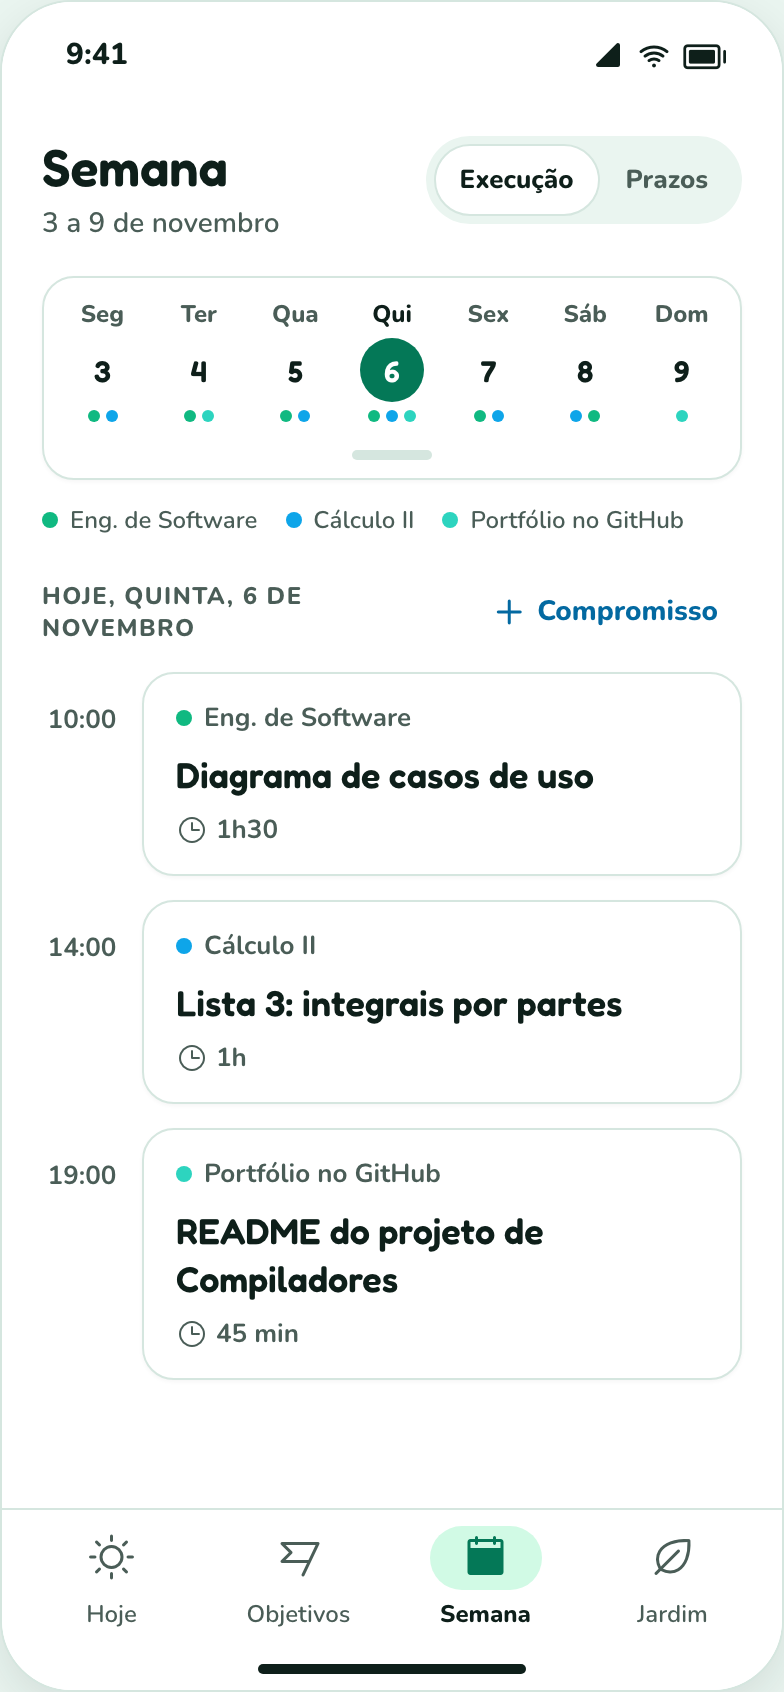 9:41
Semana
3 a 9 de novembro
Execução Prazos
Seg Ter Qua Qui Sex Sáb Dom
3 4 5 6 7 8 9
Eng. de Software Cálculo II Portfólio no GitHub
HOJE, QUINTA, 6 DE
NOVEMBRO
+ Compromisso
10:00
Eng. de Software
Diagrama de casos de uso
1h30
14:00
Cálculo II
Lista 3: integrais por partes
1h
19:00
Portfólio no GitHub
README do projeto de
Compiladores
45 min
Hoje Objetivos Semana Jardim